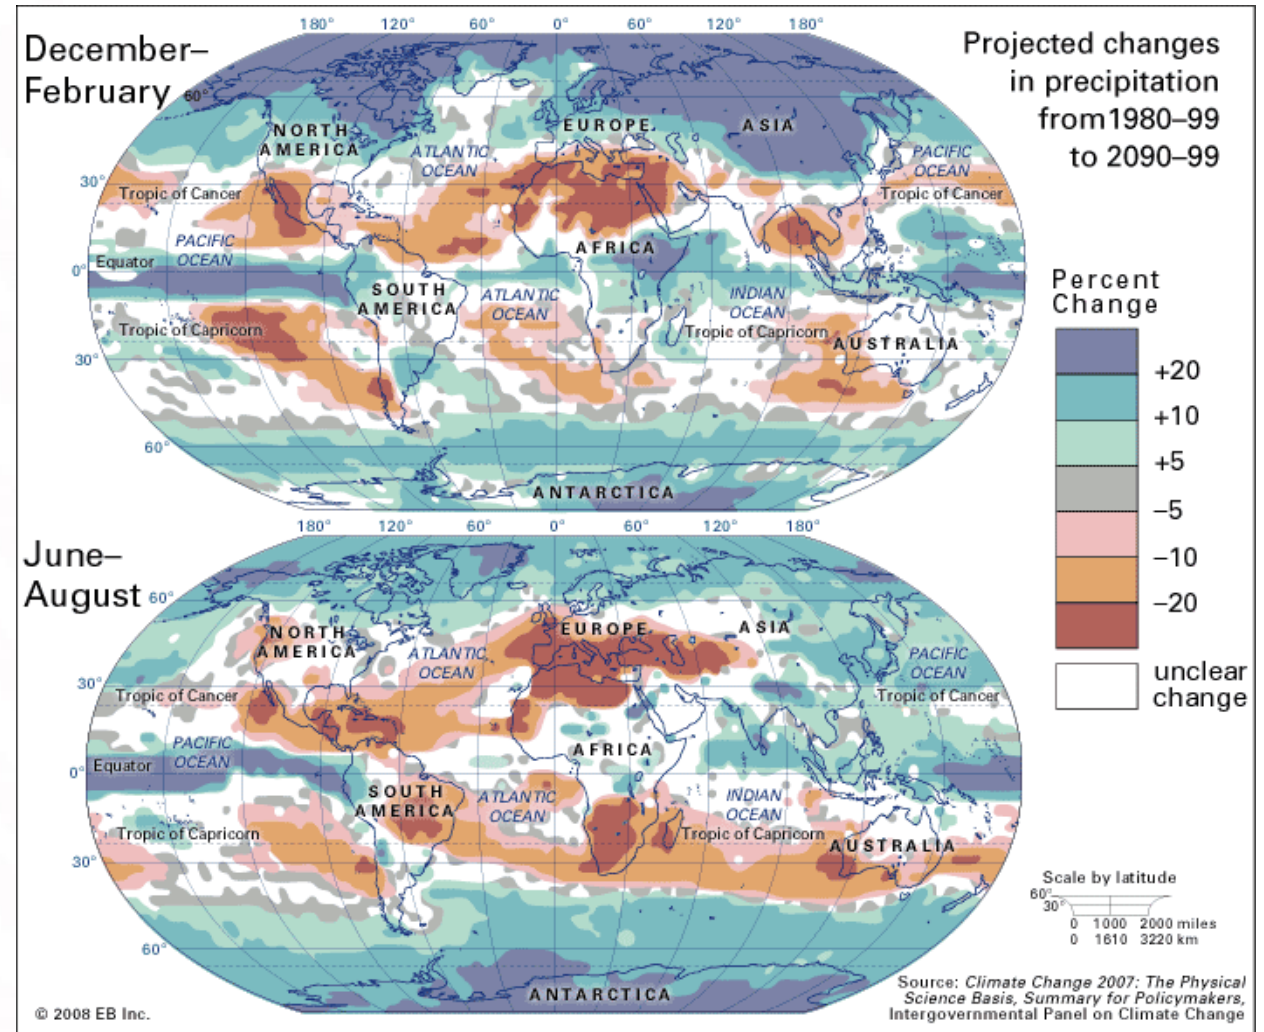 December–
February
Projected changes
in precipitation
from 1980–99
to 2090–99
180° 120° 60° 0° 60° 120° 180°
60°
NORTH
AMERICA
ATLANTIC
OCEAN
EUROPE
ASIA
PACIFIC
OCEAN
30°
Tropic of Cancer
Tropic of Cancer
PACIFIC
OCEAN
AFRICA
Equator
0°
SOUTH
AMERICA
ATLANTIC
OCEAN
INDIAN
OCEAN
Tropic of Capricorn
Tropic of Capricorn
AUSTRALIA
30°
60°
ANTARCTICA
Percent
Change
+20
+10
+5
–5
–10
–20
unclear
change
June–
August
180° 120° 60° 0° 60° 120° 180°
60°
NORTH
AMERICA
ATLANTIC
OCEAN
EUROPE
ASIA
PACIFIC
OCEAN
30°
Tropic of Cancer
Tropic of Cancer
PACIFIC
OCEAN
AFRICA
Equator
0°
SOUTH
AMERICA
ATLANTIC
OCEAN
INDIAN
OCEAN
Tropic of Capricorn
Tropic of Capricorn
AUSTRALIA
30°
60°
ANTARCTICA
Scale by latitude
60°
30°
0 1000 2000 miles
0 1610 3220 km
Source: Climate Change 2007: The Physical
Science Basis, Summary for Policymakers,
Intergovernmental Panel on Climate Change
© 2008 EB Inc.